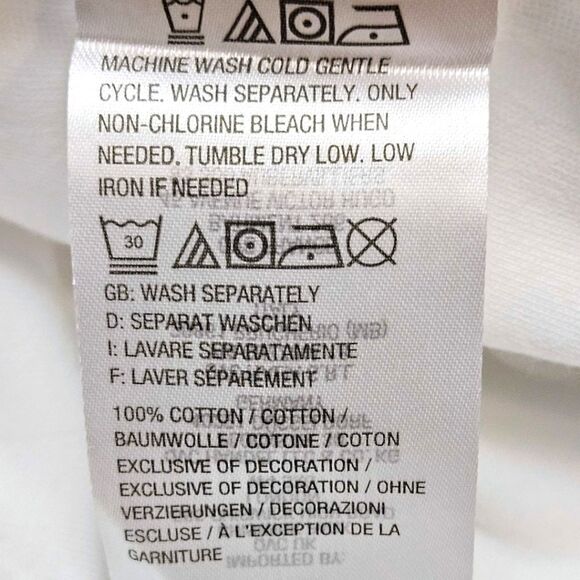 MACHINE WASH COLD GENTLE
CYCLE. WASH SEPARATELY. ONLY
NON-CHLORINE BLEACH WHEN
NEEDED. TUMBLE DRY LOW. LOW
IRON IF NEEDED
30
GB: WASH SEPARATELY
D: SEPARAT WASCHEN
I: LAVARE SEPARATAMENTE
F: LAVER SÉPARÉMENT
100% COTTON / COTTON /
BAUMWOLLE / COTONE / COTON
EXCLUSIVE OF DECORATION /
EXCLUSIVE OF DECORATION / OHNE
VERZIERUNGEN / DECORAZIONI
ESCLUSE / À L'EXCEPTION DE LA
GARNITURE